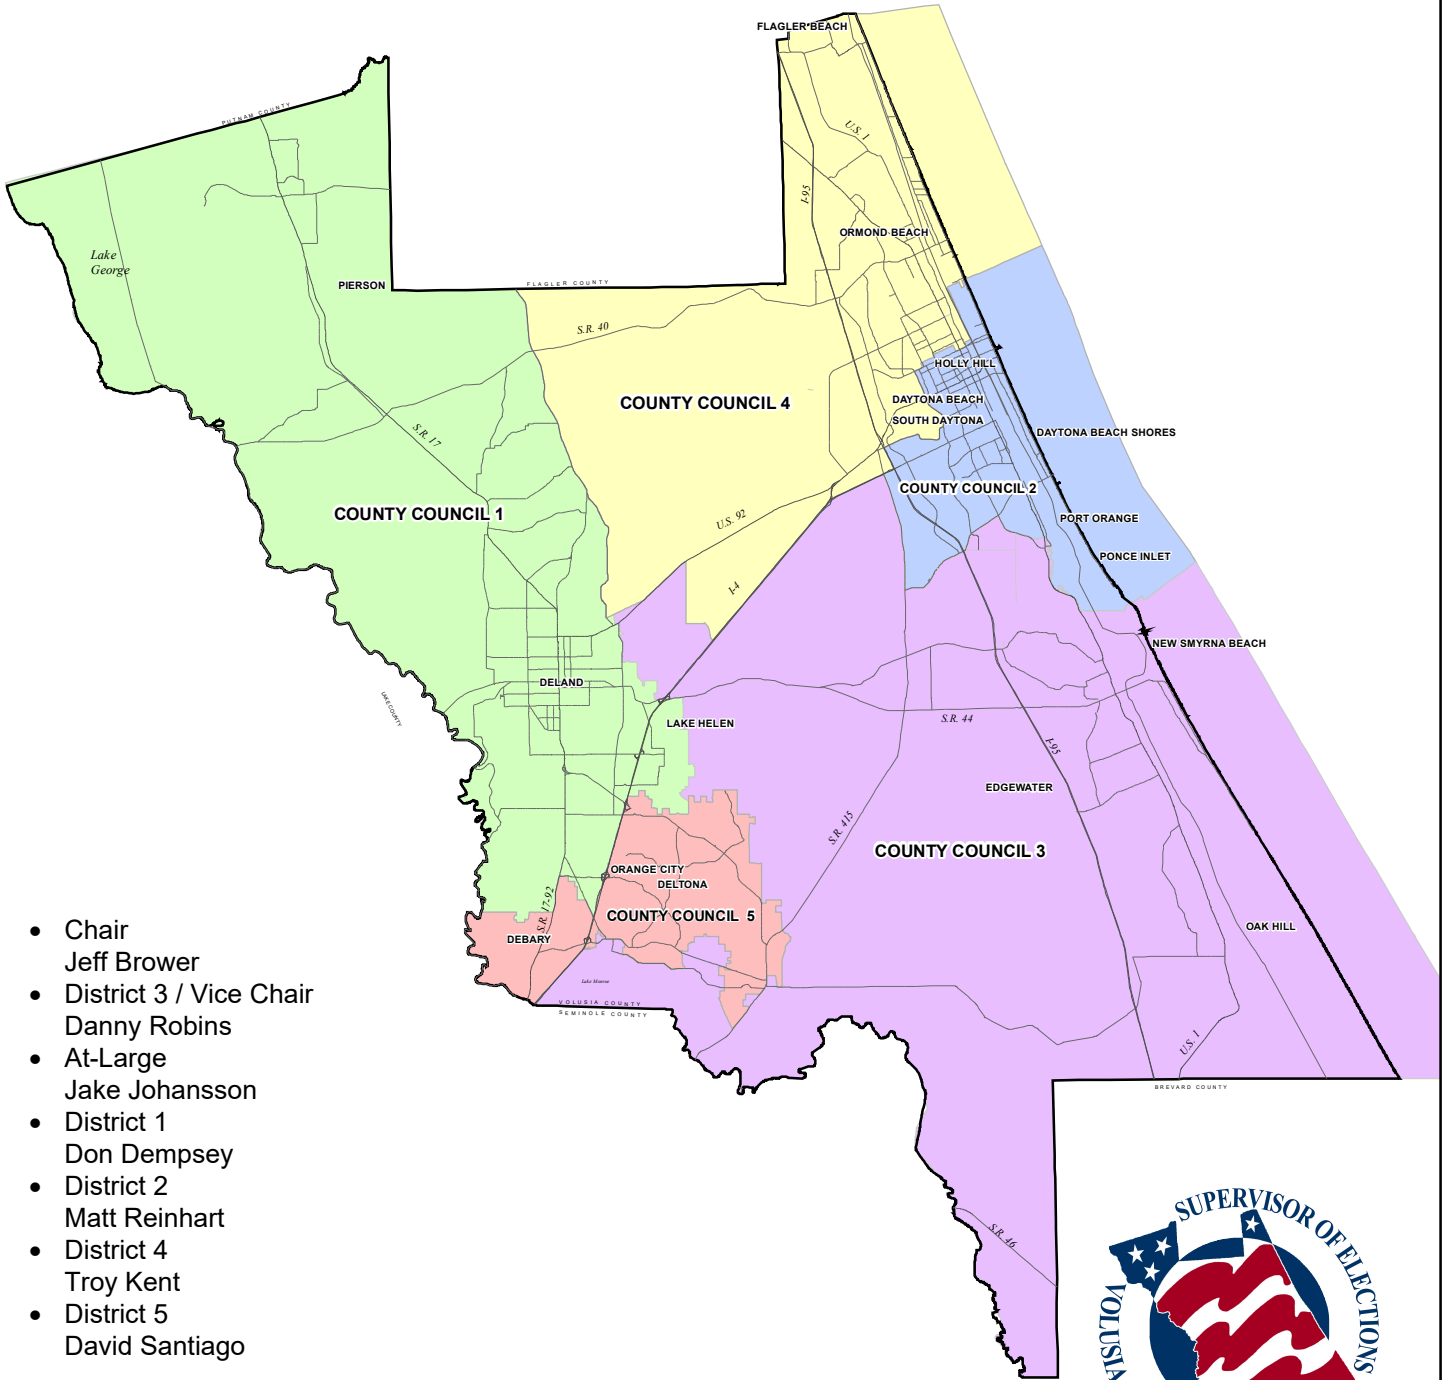 FLAGLER BEACH
PUTNAM COUNTY
U.S. 1
I-95
ORMOND BEACH
Lake
George
PIERSON
FLAGLER COUNTY
S.R. 40
HOLLY HILL
COUNTY COUNCIL 4
DAYTONA BEACH
SOUTH DAYTONA
S.R. 17
DAYTONA BEACH SHORES
COUNTY COUNCIL 2
COUNTY COUNCIL 1
U.S. 92
PORT ORANGE
PONCE INLET
I-4
NEW SMYRNA BEACH
DELAND
LAKE COUNTY
LAKE HELEN
S.R. 44
I-95
EDGEWATER
S.R. 415
COUNTY COUNCIL 3
ORANGE CITY
DELTONA
S.R. 17-92
COUNTY COUNCIL 5
OAK HILL
DEBARY
Lake Monroe
VOLUSIA COUNTY
SEMINOLE COUNTY
U.S. 1
BREVARD COUNTY
S.R. 46
• Chair
Jeff Brower
• District 3 / Vice Chair
Danny Robins
• At-Large
Jake Johansson
• District 1
Don Dempsey
• District 2
Matt Reinhart
• District 4
Troy Kent
• District 5
David Santiago
SUPERVISOR OF ELECTIONS
VOLUSIA